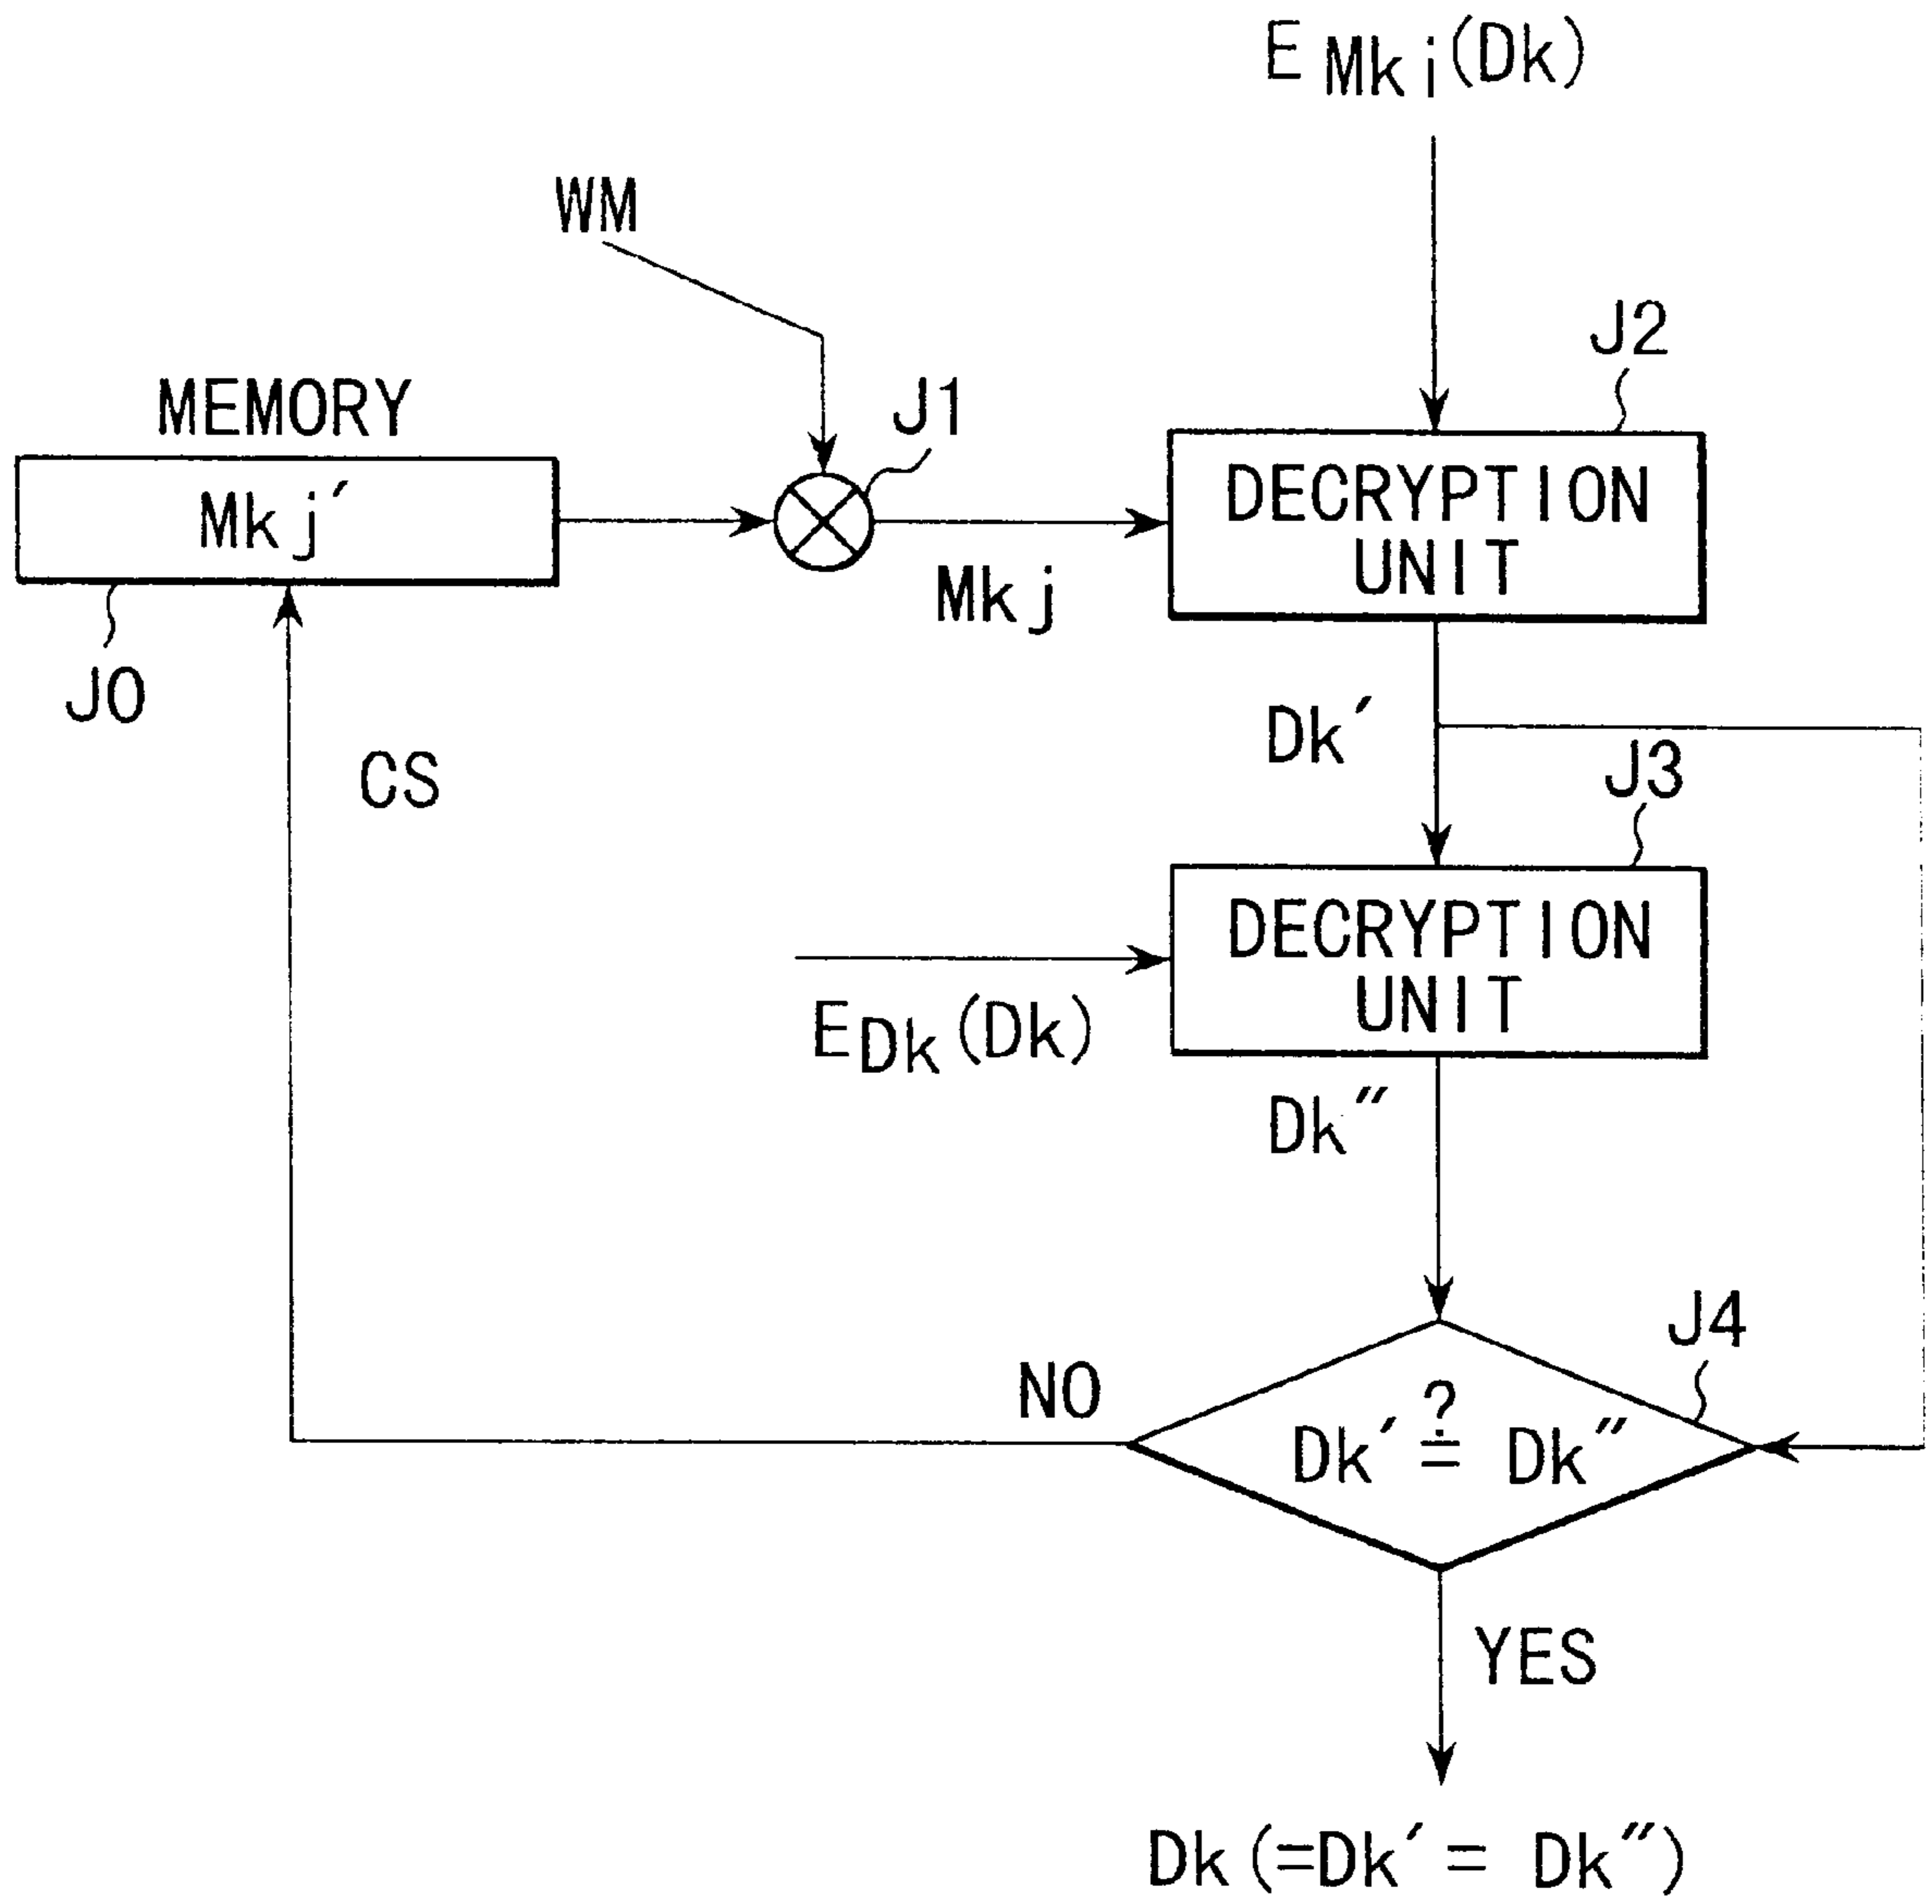 E Mki(Dk)
WM
J2
MEMORY
J1
Mkj′
DECRYPTION
UNIT
Mkj
J0
Dk′
CS
J3
DECRYPTION
UNIT
EDk(Dk)
Dk″
J4
NO
?
Dk′ = Dk″
YES
Dk(=Dk′= Dk″)